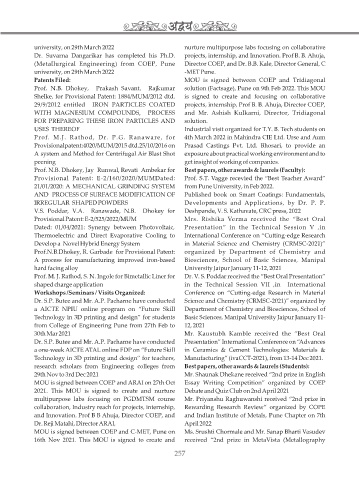 अद्वय
university, on 29th March 2022
Dr. Suvarna Dangarikar has completed his Ph.D.
(Metallurgical Engineering) from COEP, Pune
university, on 29th March 2022
Patents Filed:
Prof. N.B. Dhokey, Prakash Savant, Rajkumar
Shelke, for Provisional Patent: 1884/MUM/2012 dtd.
29/9/2012 entitled IRON PARTICLES COATED
WITH MAGNESIUM COMPOUNDS, PROCESS
FOR PREPARING THESE IRON PARTICLES AND
USES THEREOF
Prof. M.J. Rathod, Dr. P.G. Ranaware, for
Provisional patent:4020/MUM/2015 dtd.25/10/2016 on
A system and Method for Centrifugal Air Blast Shot
peening
Prof. N.B. Dhokey, Jay Runwal, Revati Ambekar for
Provisional Patent: E-2/160/2020/MUMDated:
21/01/2020: A MECHANICAL GRINDING SYSTEM
AND PROCESS OF SURFACE MODIFICATION OF
IRREGULAR SHAPED POWDERS
V.S. Poddar, V.A. Ranawade, N.B. Dhokey for
Provisional Patent E-2/923/2022/MUM
Dated: 01/04/2021: Synergy between Photovoltaic,
Thermoelectric and Direct Evaporative Cooling to
Develop a Novel Hybrid Energy System
Prof.N.B.Dhokey, R. Garbade for Provisional Patent:
A process for manufacturing improved iron-based
hard facing alloy
Prof. M. J. Rathod, S. N. Ingole for Bimetallic Liner for
shaped charge application
Workshops /Seminars / Visits Organized:
Dr. S.P. Butee and Mr. A.P. Parhame have conducted
a AICTE NPIU online program on "Future Skill
Technology in 3D printing and design" for students
from College of Engineering Pune from 27th Feb to
30th Mar 2021
Dr. S.P. Butee and Mr. A.P. Parhame have conducted
a one-week AICTE ATAL online FDP on "Future Skill
Technology in 3D printing and design" for teachers,
research scholars from Engineering colleges from
29th Nov to 3rd Dec 2021
MOU is signed between COEP and ARAI on 27th Oct
2021. This MOU is signed to create and nurture
multipurpose labs focusing on PGDMTSM course
collaboration, industry reach for projects, internship,
and Innovation. Prof B B Ahuja, Director COEP, and
Dr. Reji Matahi, Director ARAI,
MOU is signed between COEP and C-MET, Pune on
16th Nov 2021. This MOU is signed to create and
nurture multipurpose labs focusing on collaborative
projects, internship, and Innovation. Prof B. B. Ahuja,
Director COEP, and Dr. B.B. Kale, Director General, C
-MET Pune.
MOU is signed between COEP and Tridiagonal
solution (Factsage), Pune on 9th Feb 2022. This MOU
is signed to create and focusing on collaborative
projects, internship. Prof B. B. Ahuja, Director COEP,
and Mr. Ashish Kulkarni, Director, Tridiagonal
solution.
Industrial visit organized for T.Y. B. Tech students on
4th March 2022 in Mahindra CIE Ltd. Urse and Aum
Prasad Castings Pvt. Ltd. Bhosari, to provide an
exposure about practical working environment and to
get insight of working of companies.
Best papers, other awards & laurels (Faculty):
Prof. S.T. Vagge received the "Best Teacher Award"
from Pune University, in Feb 2022.
Published book on Smart Coatings: Fundamentals,
Developments and Applications, by Dr. P. P.
Deshpande, V. S. Kathavate, CRC press, 2022
Mrs. Rishika Verma received the "Best Oral
Presentation" in the Technical Session V ,in
International Conference on "Cutting-edge Research
in Material Science and Chemistry (CRMSC-2021)"
organized by Department of Chemistry and
Biosciences, School of Basic Sciences, Manipal
University Jaipur January 11-12, 2021
Dr. V. S. Poddar received the "Best Oral Presentation"
in the Technical Session VII ,in International
Conference on "Cutting-edge Research in Material
Science and Chemistry (CRMSC-2021)" organized by
Department of Chemistry and Biosciences, School of
Basic Sciences, Manipal University Jaipur January 11-
12, 2021
Mr. Kaustubh Kamble received the "Best Oral
Presentation" International Conference on "Advances
in Ceramics & Cement Technologies: Materials &
Manufacturing" (iraCCT-2021), from 13-14 Dec 2021.
Best papers, other awards & laurels (Students):
Mr. Shaunak Dhekane received "2nd prize in English
Essay Writing Competition" organized by COEP
Debate and Quiz Club on 2nd April 2021
Mr. Priyanshu Raghuwanshi received "2nd prize in
Rewarding Research Review" organized by COPE
and Indian Institute of Metals, Pune Chapter on 7th
April 2022.
Ms. Srushti Ghormale and Mr. Sanap Bharti Vasudev
received "2nd prize in MetaVista (Metallography
257